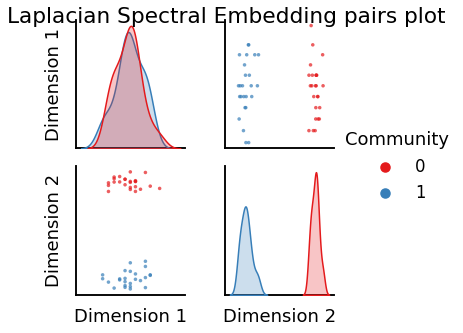 Laplacian Spectral Embedding pairs plot
Dimension 1
Community
0
1
Dimension 2
Dimension 1
Dimension 2